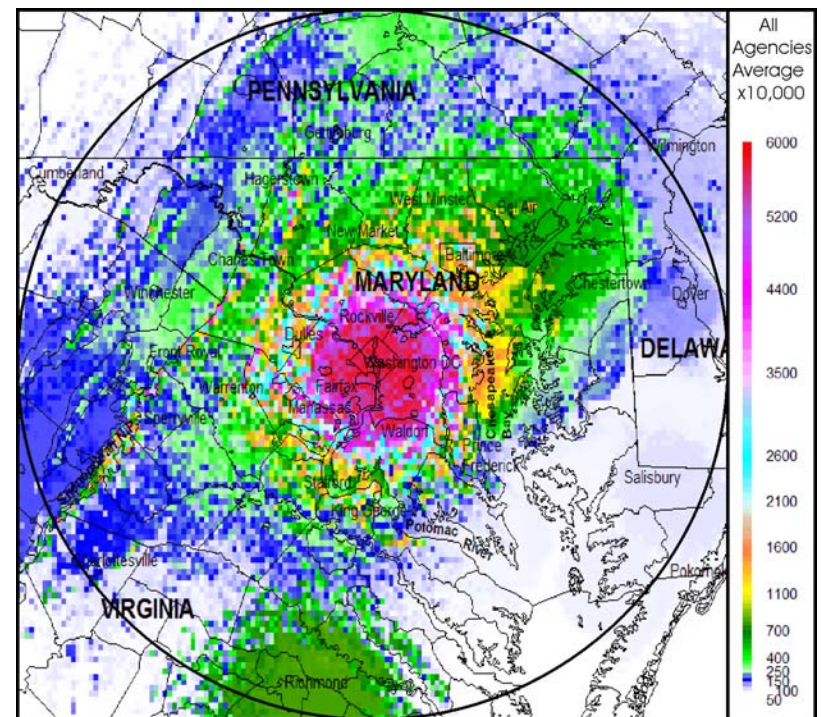 All
Agencies
Average
x10,000
6000
5200
4400
3500
2600
2100
1600
1100
700
400
250
150
100
50
PENNSYLVANIA
Gettysburg
Wilmington
Cumberland
Hagerstown
West Minster
Bel Air
New Market
Charles Town
Baltimore
MARYLAND
Chestertown
Winchester
Dover
Rockville
Dulles
Front Royal
DELAWA
Washington DC
Warrenton
Fairfax
Manassas
Chesapeake
Bay
Sperryville
Waldorf
Prince
Frederick
Stafford
Salisbury
King George
Potomac River
Charlottesville
Pokomok
VIRGINIA
Richmond